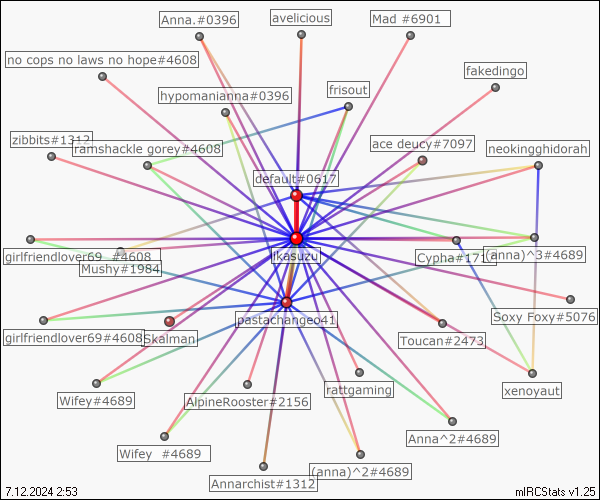 Anna.#0396
avelicious
Mad #6901
no cops no laws no hope#4608
fakedingo
hypomanianna#0396
frisout
zibbits#1312
ramshackle gorey#4608
ace deucy#7097
neokingghidorah
default#0617
girlfriendlover69 #4608
Mushy#1984
ikasuzu
Cypha#171
(anna)^3#4689
Soxy Foxy#5076
pastachangeo41
girlfriendlover69#4608
Skalman
Toucan#2473
Wifey#4689
AlpineRooster#2156
rattgaming
xenoyaut
Wifey #4689
Anna^2#4689
Annarchist#1312
(anna)^2#4689
7.12.2024 2:53
mIRCStats v1.25